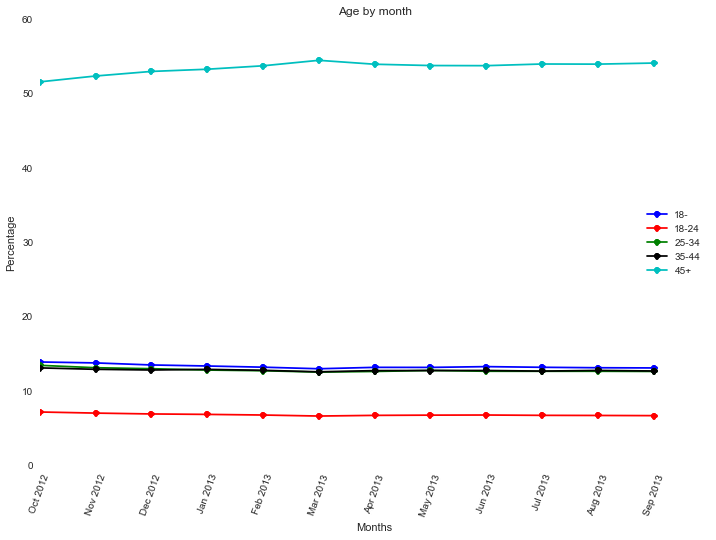 Age by month
60
50
40
30
20
10
0
Percentage
18-
18-24
25-34
35-44
45+
Oct 2012
Nov 2012
Dec 2012
Jan 2013
Feb 2013
Mar 2013
Apr 2013
May 2013
Jun 2013
Jul 2013
Aug 2013
Sep 2013
Months